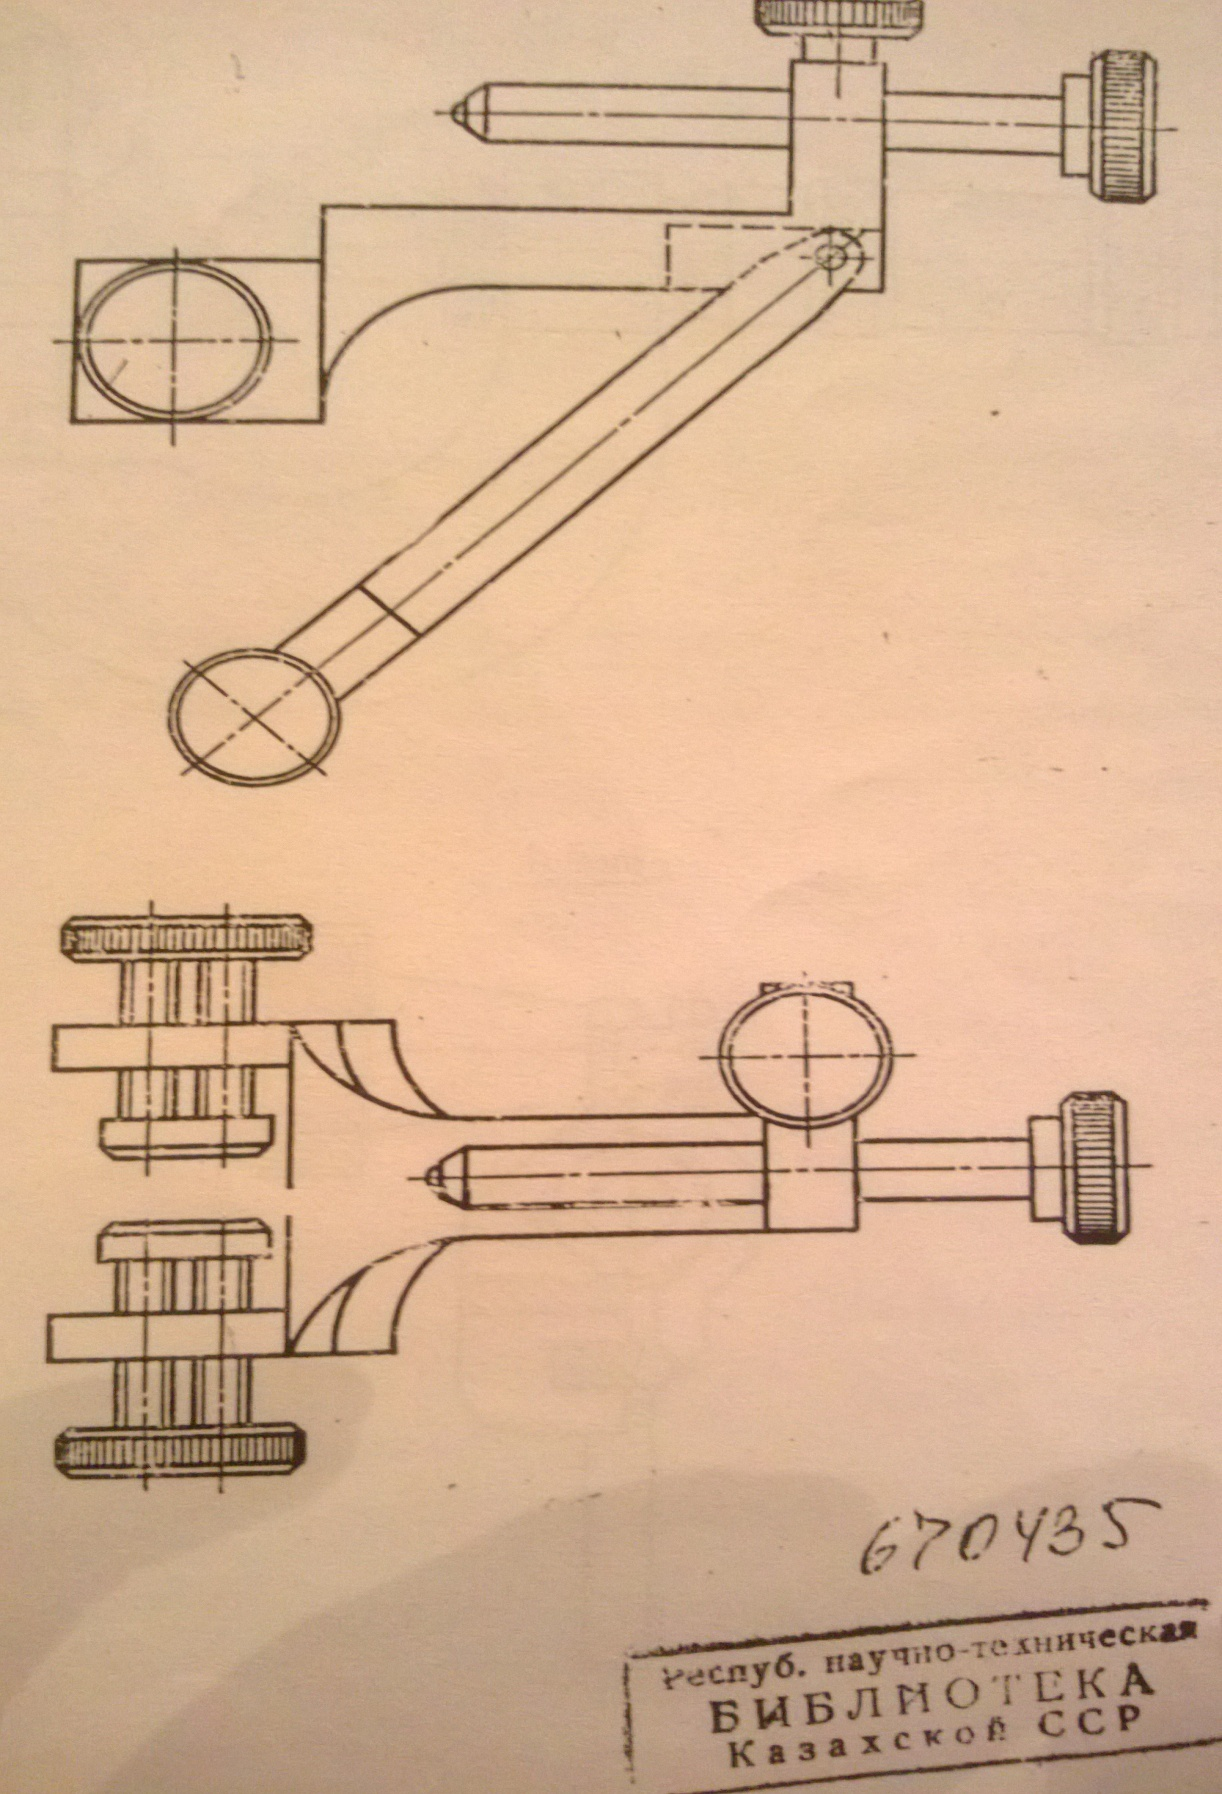 670435
Респуб. научно-техническая
БИБЛИОТЕКА
Казахской ССР